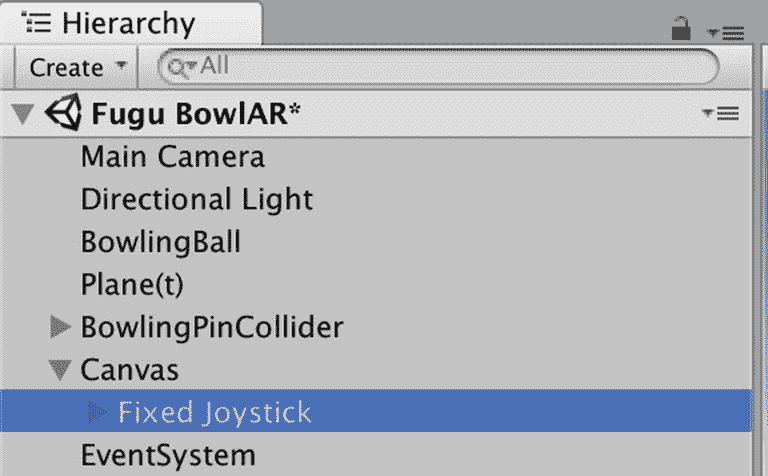 Hierarchy
Create All
Fugu BowlAR*
Main Camera
Directional Light
BowlingBall
Plane(t)
BowlingPinCollider
Canvas
Fixed Joystick
EventSystem